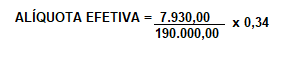 ALÍQUOTA EFETIVA = 7.930,00
190.000,00 x 0,34